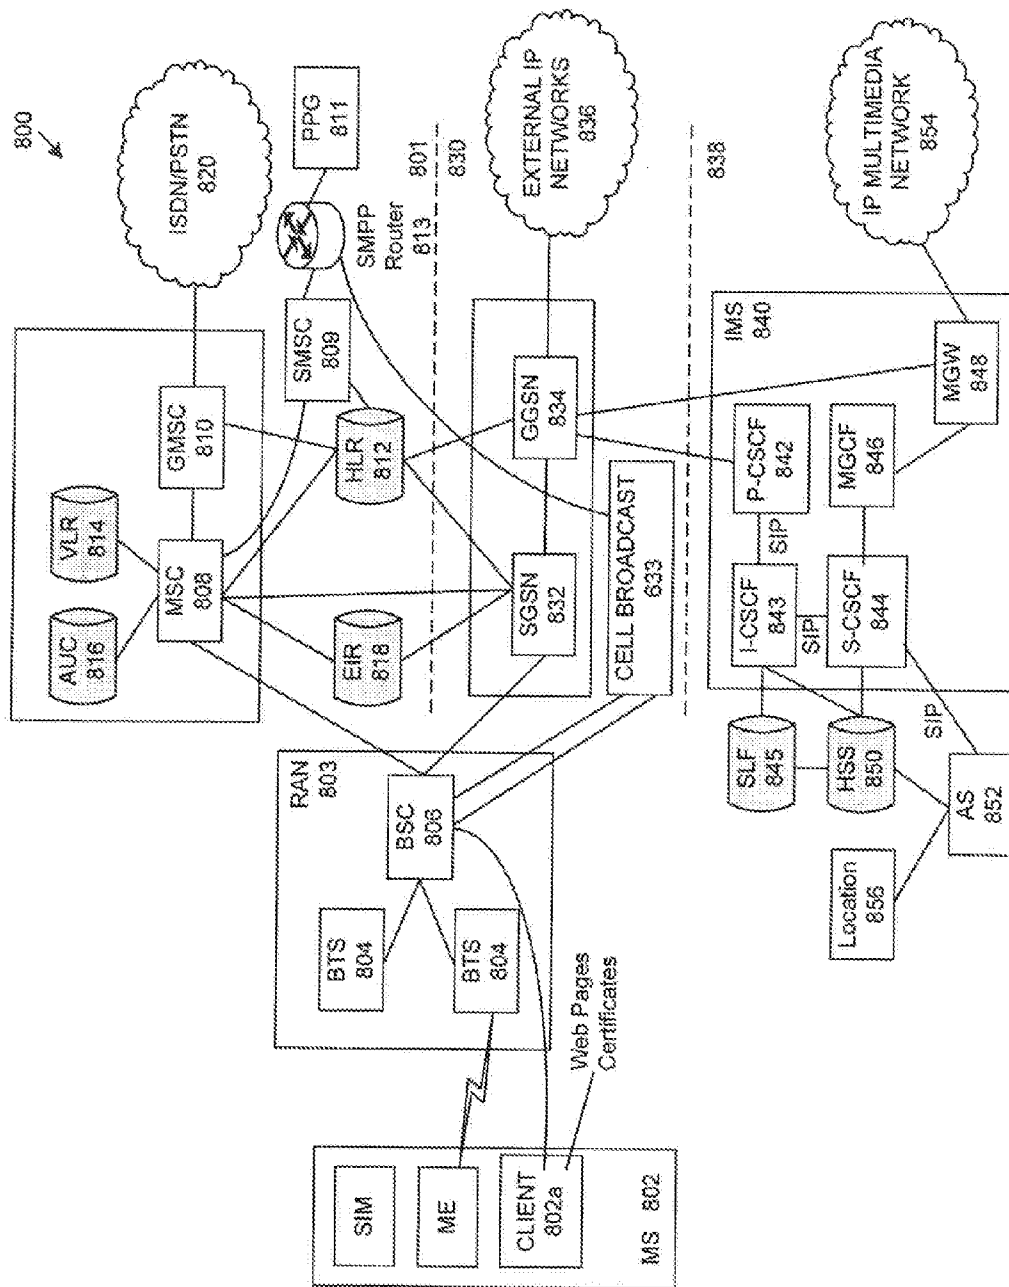 800
SIM
ME
CLIENT
802a
MS 802
Web Pages
Certificates
RAN
803
BTS
804
BTS
804
BSC
806
AUC
816
VLR
814
MSC
808
GMSC
810
ISDN/PSTN
820
EIR
818
HLR
812
SMSC
809
PPG
811
SMPP
Router
813
801
830
SGSN
832
GGSN
834
EXTERNAL IP
NETWORKS
836
CELL BROADCAST
633
838
IMS
840
SLF
845
HSS
850
I-CSCF
843
SIP
P-CSCF
842
SIP
S-CSCF
844
MGCF
846
MGW
848
IP MULTIMEDIA
NETWORK
854
SIP
AS
852
Location
856